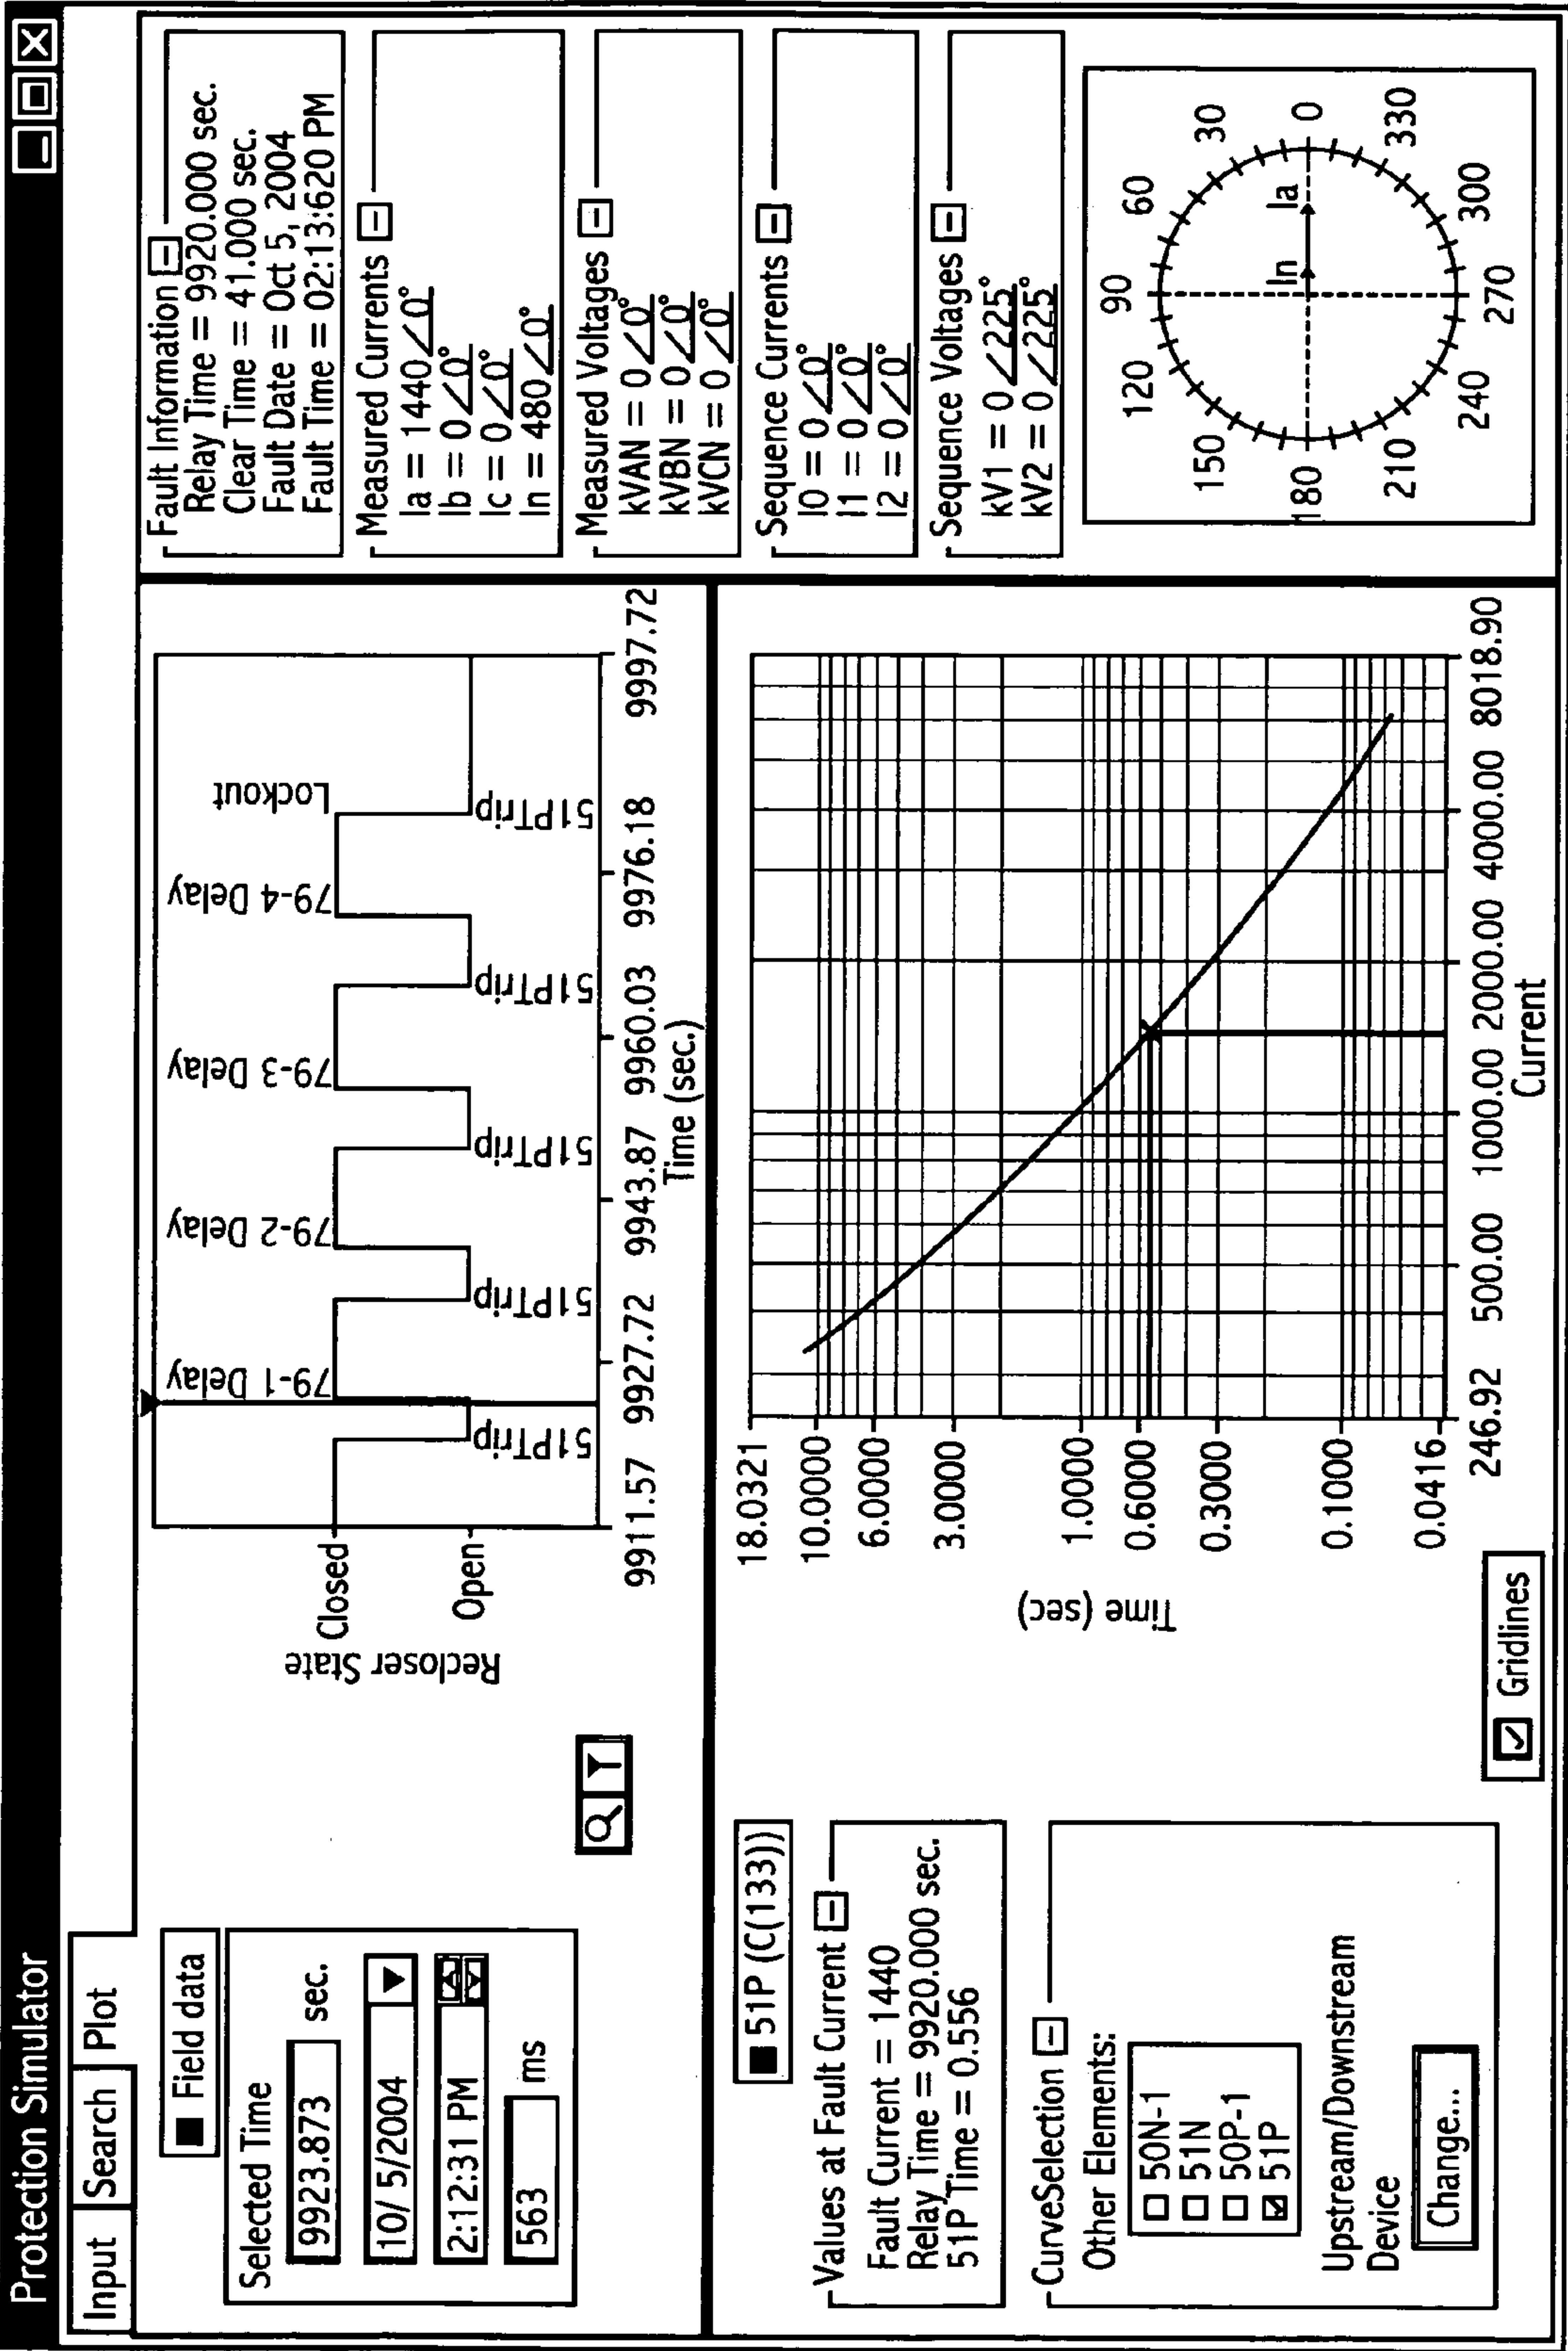 Protection Simulator
Input
Search
Plot
Field data
Selected Time
9923.873 sec.
10/ 5/2004
2:12:31 PM
563 ms
Recloser State
Closed
Open
79-1 Delay
79-2 Delay
79-3 Delay
79-4 Delay
Lockout
51PTrip
51PTrip
51PTrip
51PTrip
51PTrip
9911.57 9927.72 9943.87 9960.03 9976.18 9997.72
Time (sec.)
51P (C(133))
Values at Fault Current
Fault Current = 1440
Relay Time = 9920.000 sec.
51P Time = 0.556
CurveSelection
Other Elements:
50N-1
51N
50P-1
51P
Upstream/Downstream
Device
Change...
Gridlines
Time (sec)
18.0321
10.0000
6.0000
3.0000
1.0000
0.6000
0.3000
0.1000
0.0416
246.92 500.00 1000.00 2000.00 4000.00 8018.90
Current
Fault Information
Relay Time = 9920.000 sec.
Clear Time = 41.000 sec.
Fault Date = Oct 5, 2004
Fault Time = 02:13:620 PM
Measured Currents
Ia = 1440∠0°
Ib = 0∠0°
Ic = 0∠0°
In = 480∠0°
Measured Voltages
kVAN = 0∠0°
kVBN = 0∠0°
kVCN = 0∠0°
Sequence Currents
I0 = 0∠0°
I1 = 0∠0°
I2 = 0∠0°
Sequence Voltages
kV1 = 0∠225°
kV2 = 0∠225°
90
120
60
150
30
180
In
Ia
0
210
330
240
300
270